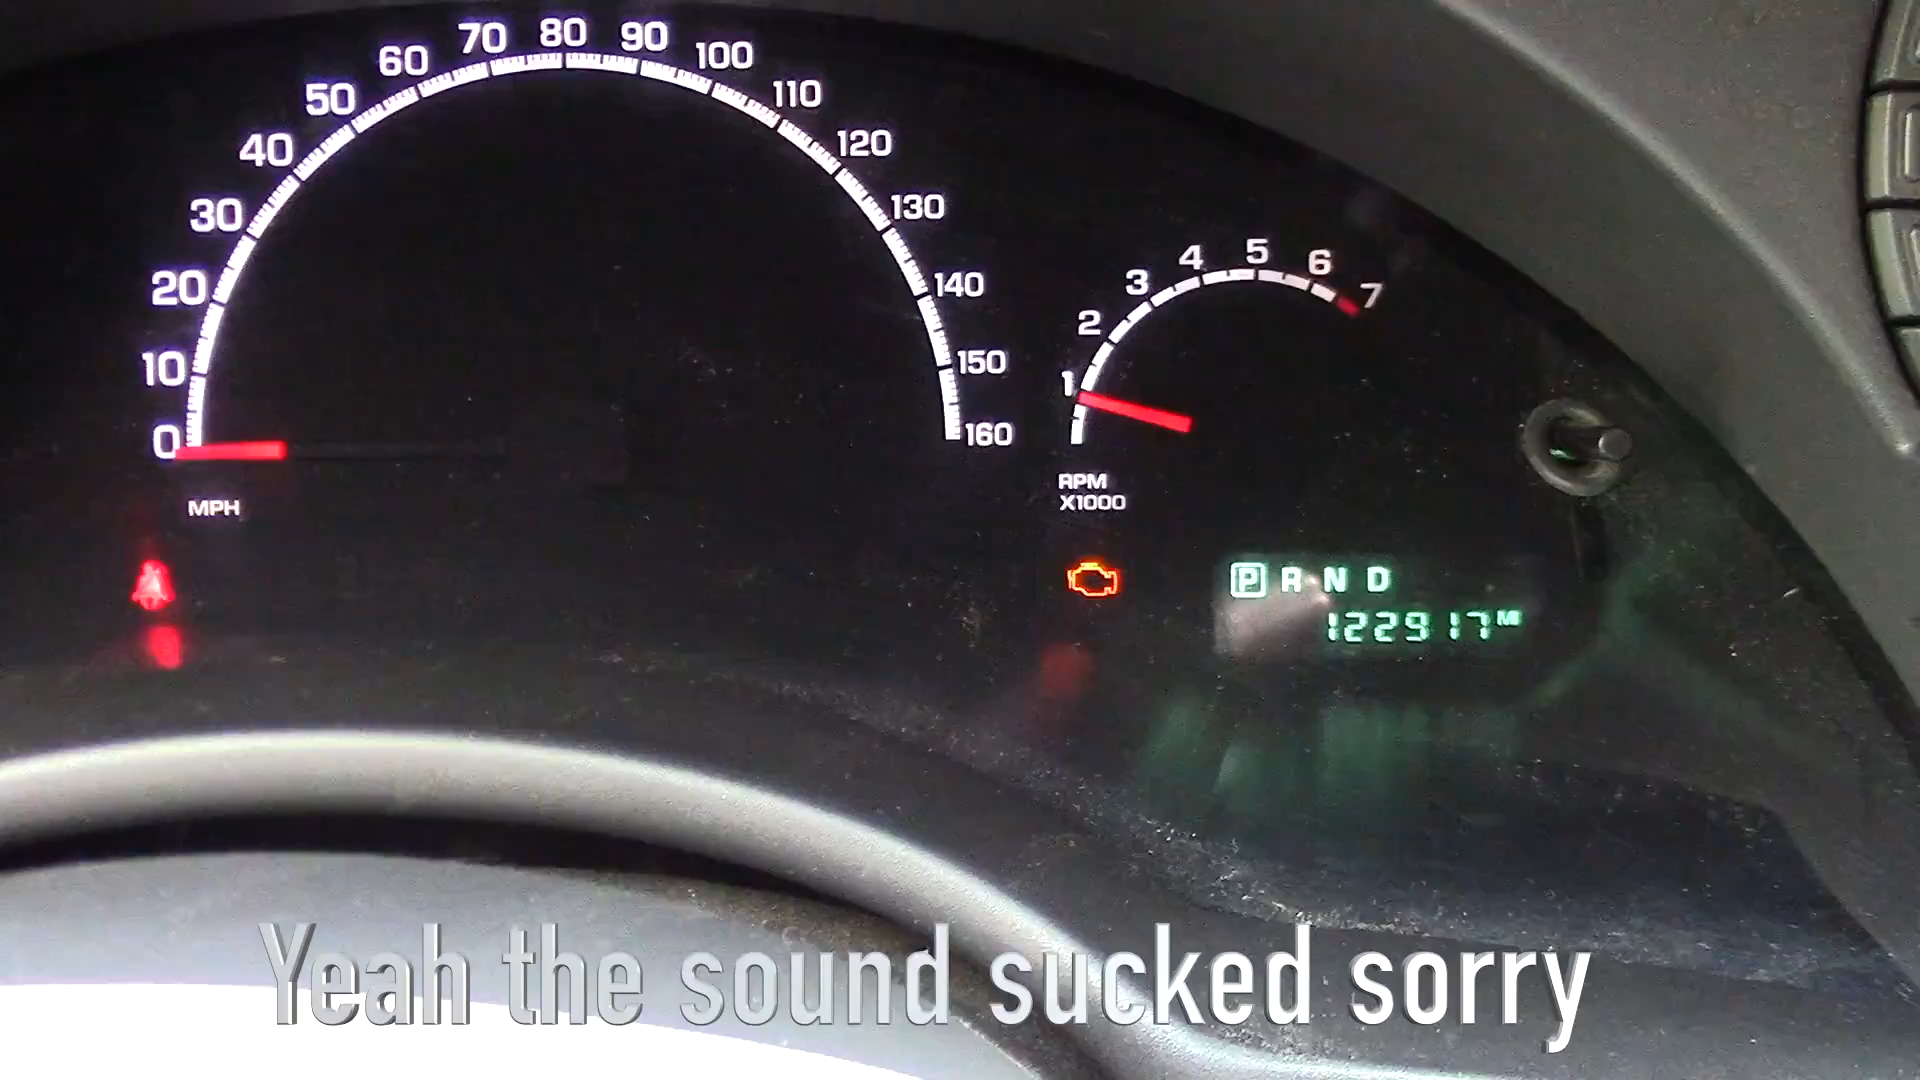 0 10 20 30 40 50 60 70 80 90 100 110 120 130 140 150 160
MPH
1 2 3 4 5 6 7
RPM
X1000
P R N D
122917 M
Yeah the sound sucked sorry